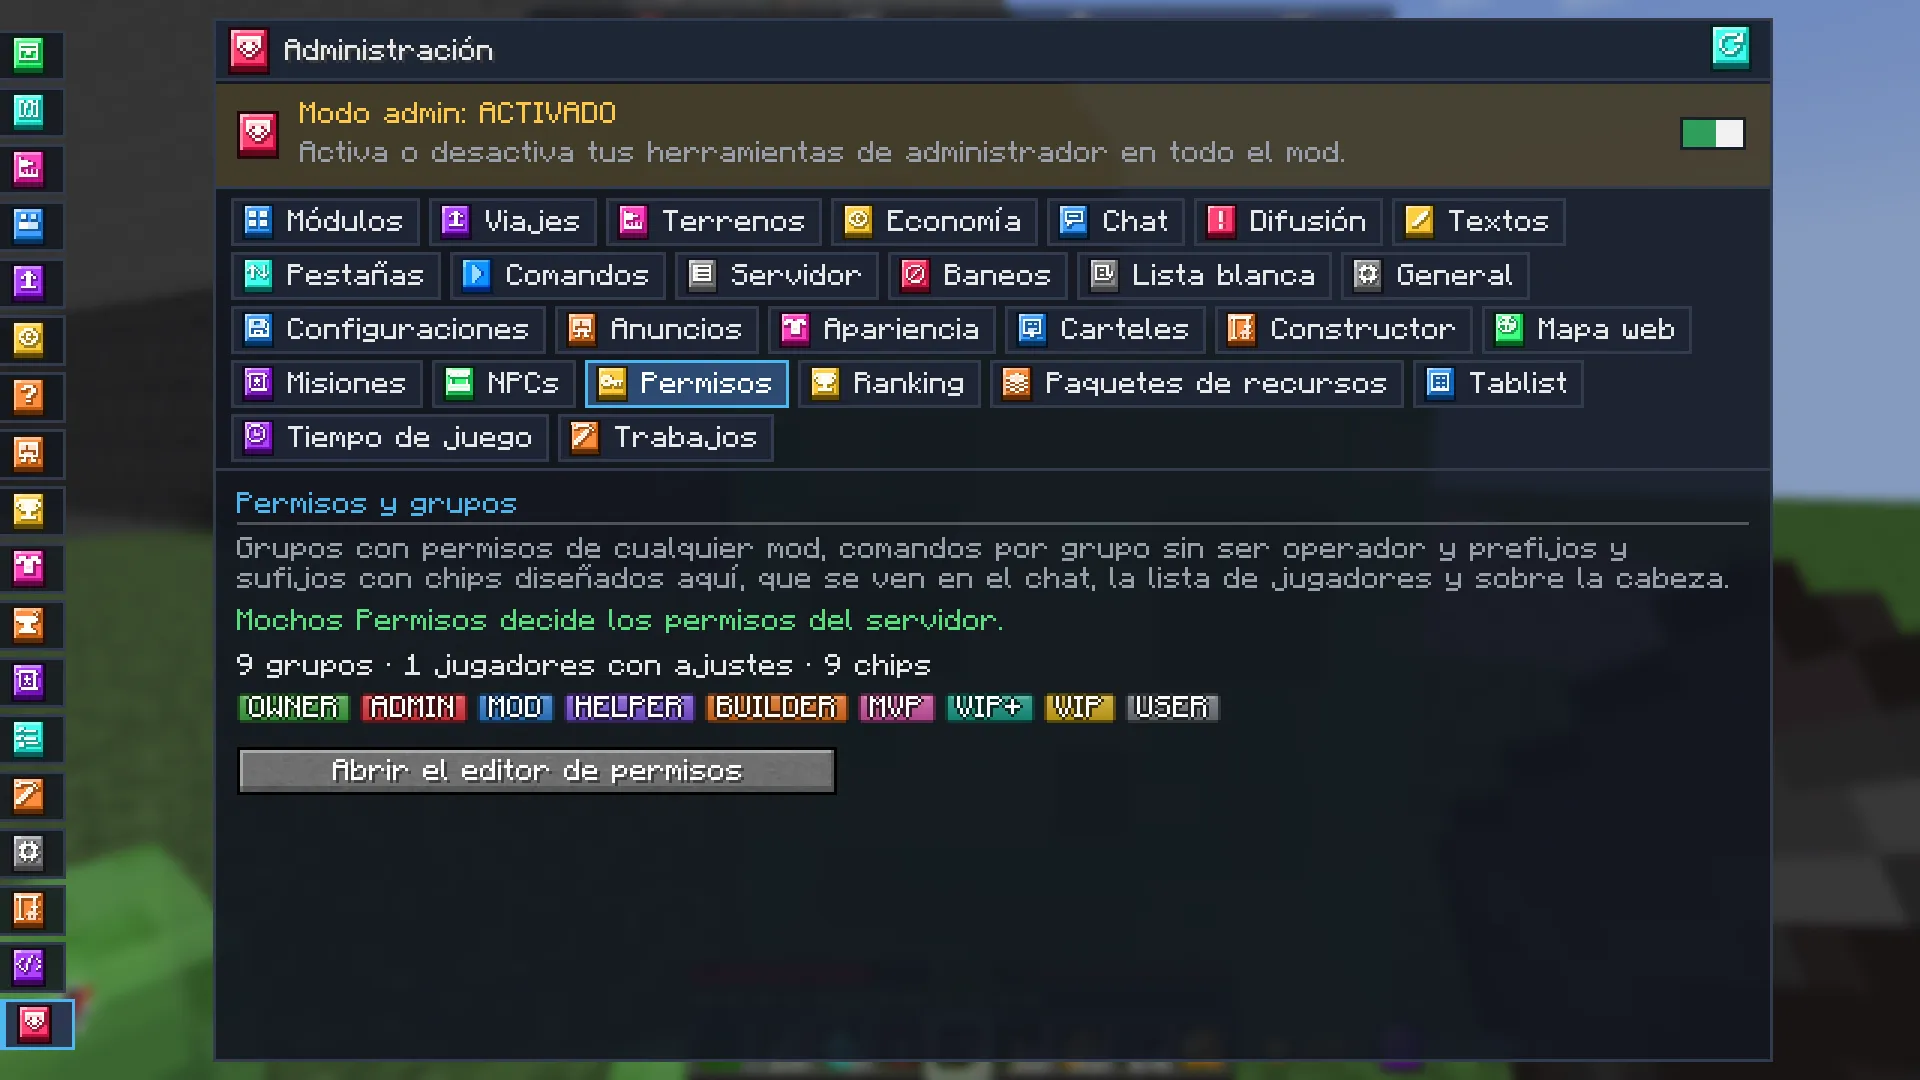 Administración
Modo admin: ACTIVADO
Activa o desactiva tus herramientas de administrador en todo el mod.
Módulos Viajes Terrenos Economía Chat Difusión Textos
Pestañas Comandos Servidor Baneos Lista blanca General
Configuraciones Anuncios Apariencia Carteles Constructor Mapa web
Misiones NPCs Permisos Ranking Paquetes de recursos Tablist
Tiempo de juego Trabajos
Permisos y grupos
Grupos con permisos de cualquier mod, comandos por grupo sin ser operador y prefijos y
sufijos con chips diseñados aquí, que se ven en el chat, la lista de jugadores y sobre la cabeza.
Mochos Permisos decide los permisos del servidor.
9 grupos · 1 jugadores con ajustes · 9 chips
OWNER ADMIN MOD HELPER BUILDER MVP VIP+ VIP USER
Abrir el editor de permisos